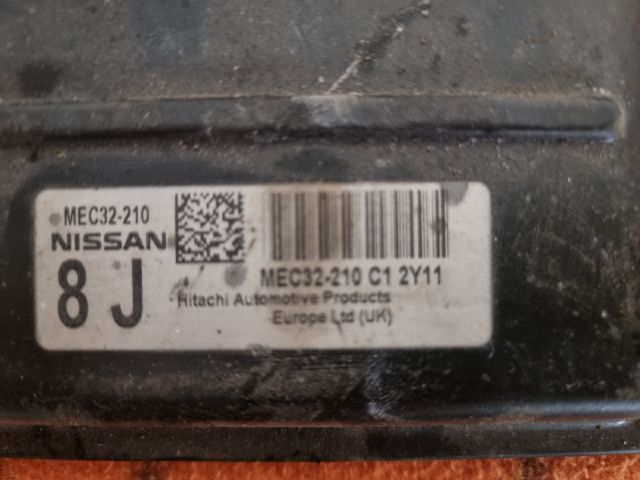 MEC32-210
NISSAN
8 J
MEC32-210 C1 2Y11
Hitachi Automotive Products
Europe Ltd (UK)